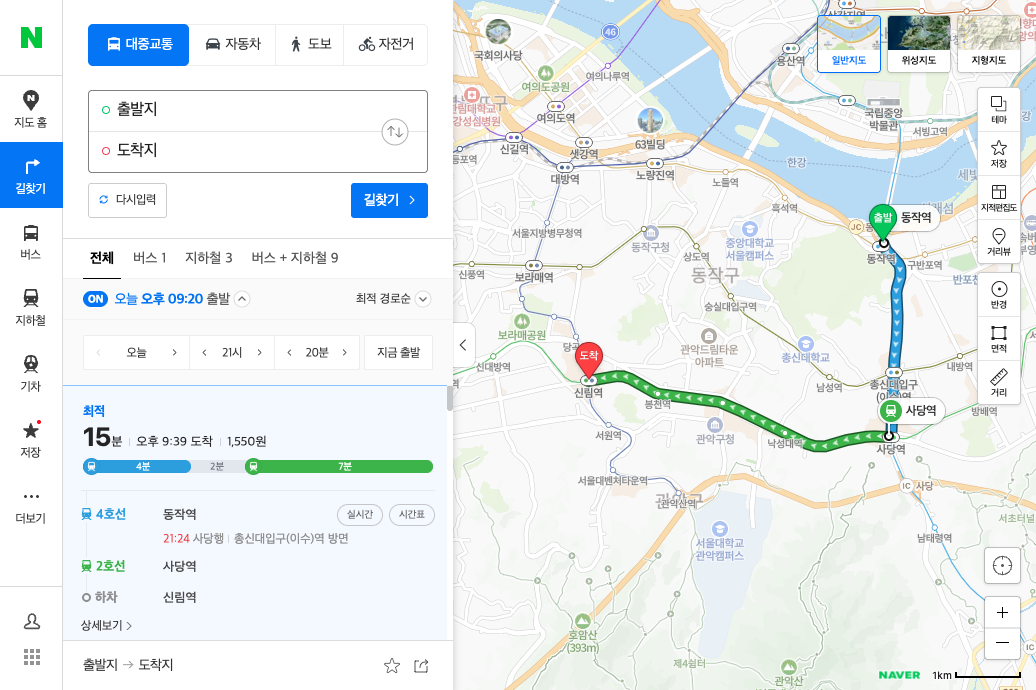 N
지도 홈
길찾기
버스
지하철
기차
저장
더보기
대중교통
자동차
도보
자전거
출발지
도착지
다시입력
길찾기
전체 버스 1 지하철 3 버스 + 지하철 9
ON 오늘 오후 09:20 출발
최적 경로순
오늘
21시
20분
지금 출발
최적
15분 오후 9:39 도착 1,550원
4분 2분 7분
4호선 동작역
실시간
시간표
21:24 사당행 총신대입구(이수)역 방면
2호선 사당역
하차 신림역
상세보기
출발지 → 도착지
일반지도
위성지도
지형지도
테마
저장
지적편집도
거리뷰
반경
면적
거리
46
국회의사당
여의나루역
여의도공원
여의도역
용산역
국립중앙
박물관
서빙고역
신길역
샛강역
63빌딩
한강
대방역
노량진역
노들역
흑석역
서울지방병무청역
동작구청
중앙대학교
서울캠퍼스
JC
출발
동작역
동작역
구반포역
신풍역
보라매역
상도역
동작구
숭실대입구역
보라매공원
관악드림타운
아파트
총신대학교
내방역
신대방역
도착
신림역
봉천역
남성역
총신대입구
사당역
방배역
서원역
관악구청
낙성대역
사당역
서울대벤처타운역
관악산역
IC 사당
서울대학교
관악캠퍼스
남태령역
호암산
(393m)
제4쉼터
관악산
IC
NAVER
1km